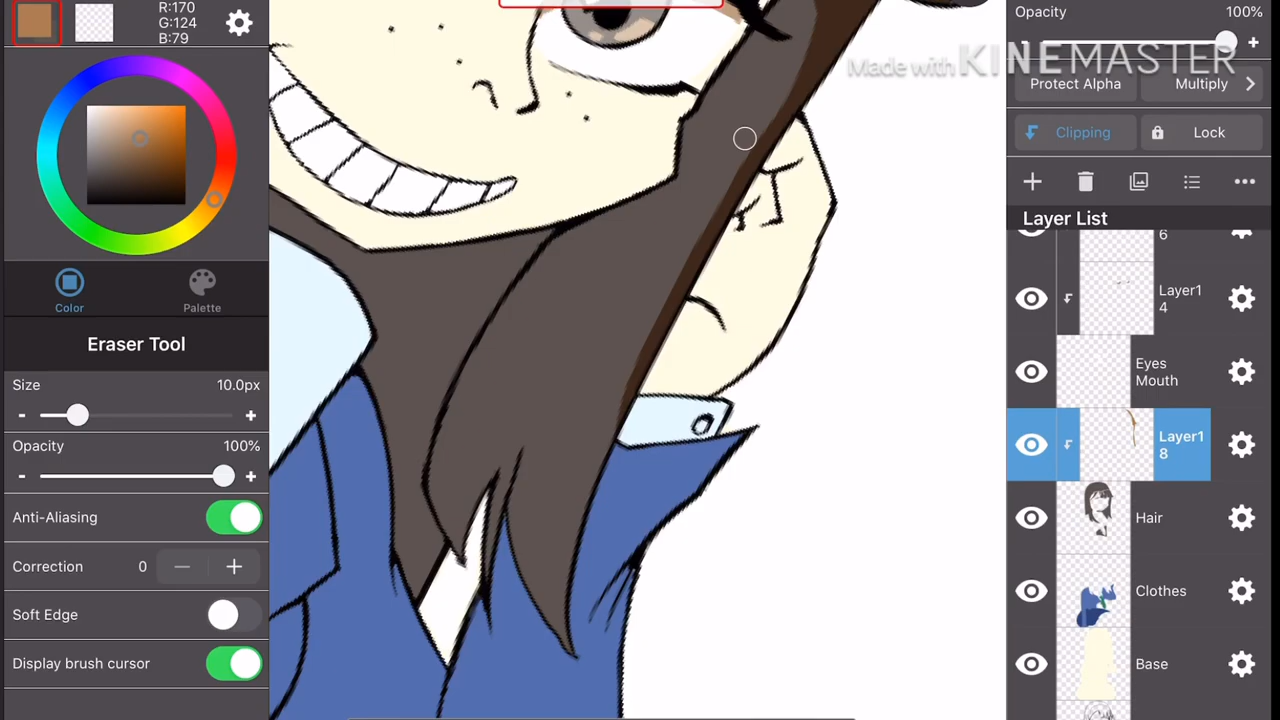 R:170
G:124
B:79
Color
Palette
Eraser Tool
Size
10.0px
-
+
Opacity
100%
-
+
Anti-Aliasing
Correction
0
Soft Edge
Display brush cursor
Made with KINEMASTER
Opacity
100%
-
+
Protect Alpha
Multiply
Clipping
Lock
Layer List
6
Layer1
4
Eyes
Mouth
Layer1
8
Hair
Clothes
Base